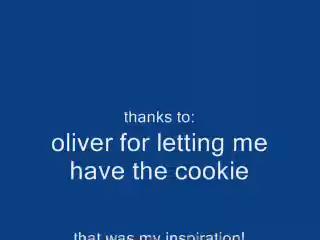 thanks to:
oliver for letting me
have the cookie
that was my inspiration!